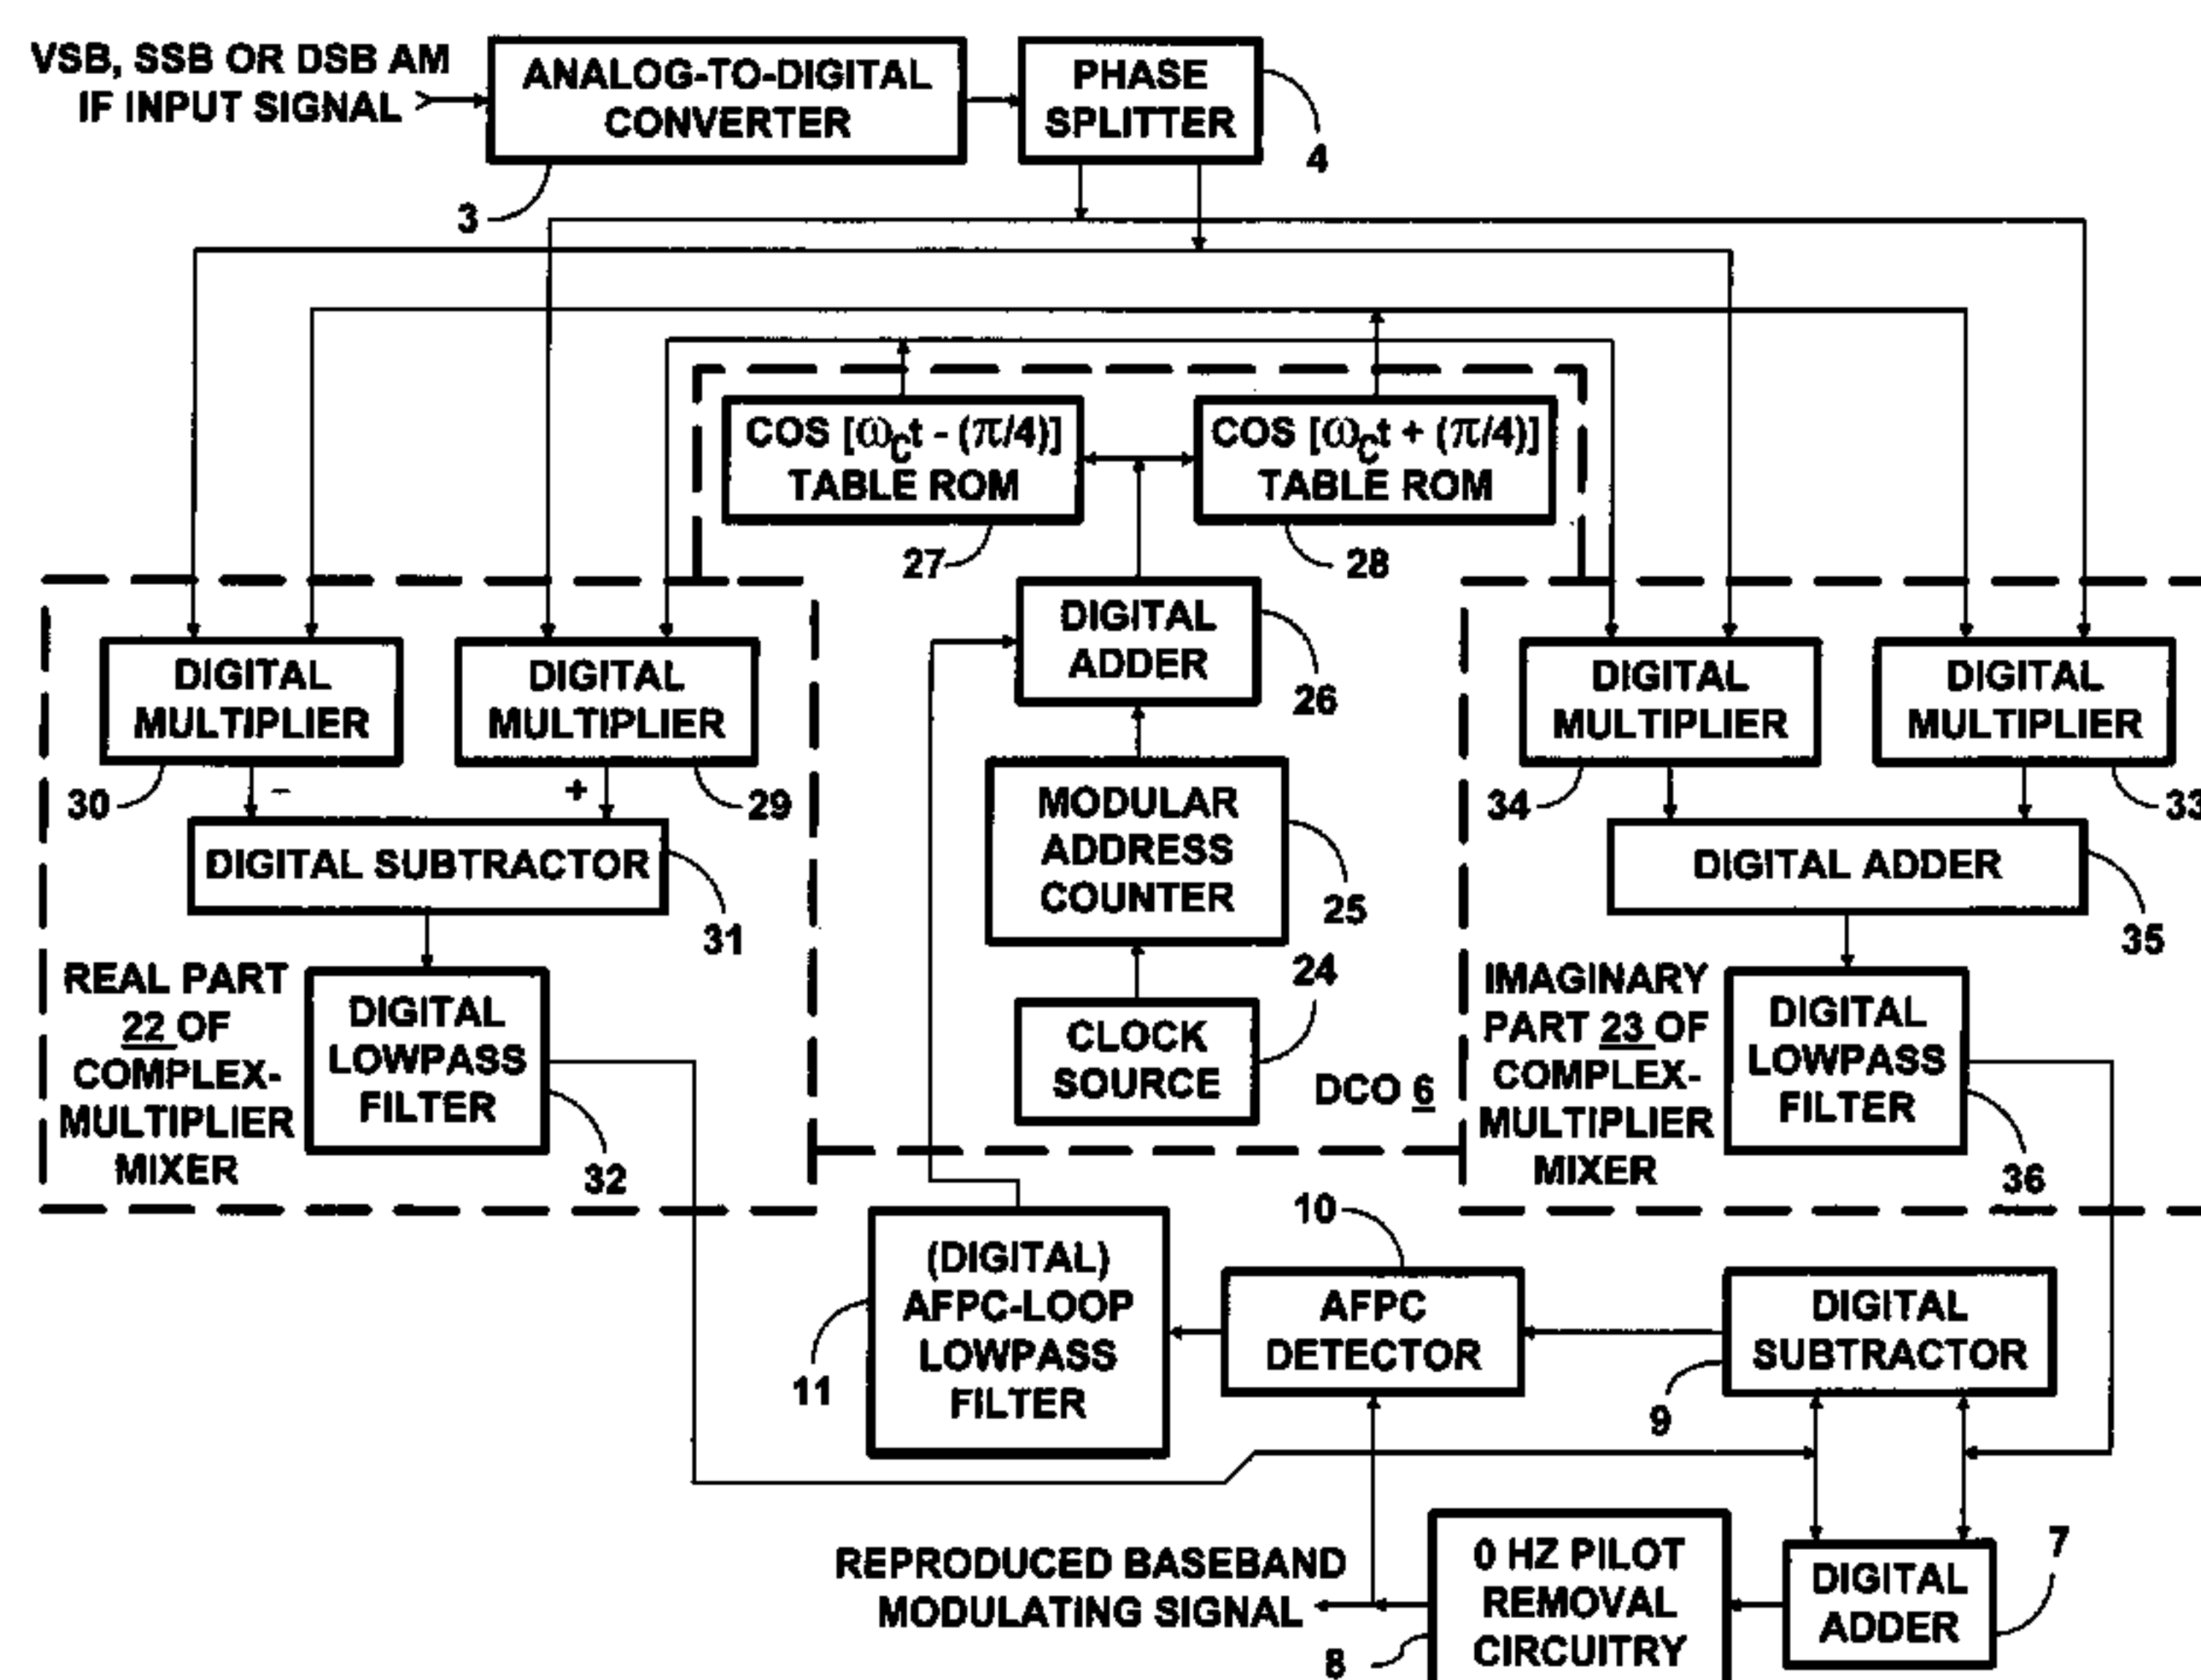 VSB, SSB OR DSB AM
IF INPUT SIGNAL
ANALOG-TO-DIGITAL
CONVERTER
PHASE
SPLITTER
4
3
COS [ωCt - (π/4)]
TABLE ROM
COS [ωCt + (π/4)]
TABLE ROM
27
28
DIGITAL
MULTIPLIER
DIGITAL
MULTIPLIER
DIGITAL
ADDER
26
DIGITAL
MULTIPLIER
DIGITAL
MULTIPLIER
30
-
+
29
34
33
MODULAR
ADDRESS
COUNTER
25
DIGITAL SUBTRACTOR
31
DIGITAL ADDER
35
24
CLOCK
SOURCE
DCO 6
REAL PART
22 OF
COMPLEX-
MULTIPLIER
MIXER
DIGITAL
LOWPASS
FILTER
32
IMAGINARY
PART 23 OF
COMPLEX-
MULTIPLIER
MIXER
DIGITAL
LOWPASS
FILTER
36
10
(DIGITAL)
AFPC-LOOP
LOWPASS
FILTER
11
AFPC
DETECTOR
DIGITAL
SUBTRACTOR
9
REPRODUCED BASEBAND
MODULATING SIGNAL
0 HZ PILOT
REMOVAL
CIRCUITRY
8
DIGITAL
ADDER
7